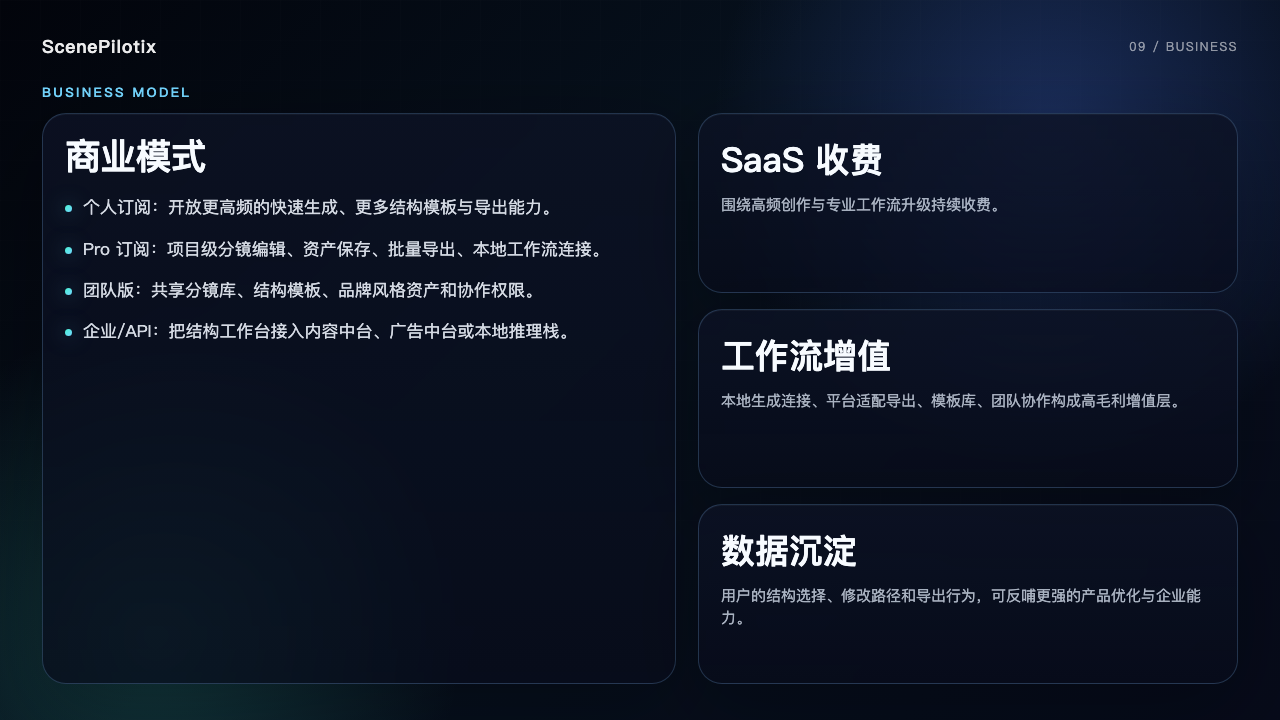 ScenePilotix
09 / BUSINESS
BUSINESS MODEL
商业模式
个人订阅：开放更高频的快速生成、更多结构模板与导出能力。
Pro 订阅：项目级分镜编辑、资产保存、批量导出、本地工作流连接。
团队版：共享分镜库、结构模板、品牌风格资产和协作权限。
企业/API：把结构工作台接入内容中台、广告中台或本地推理栈。
SaaS 收费
围绕高频创作与专业工作流升级持续收费。
工作流增值
本地生成连接、平台适配导出、模板库、团队协作构成高毛利增值层。
数据沉淀
用户的结构选择、修改路径和导出行为，可反哺更强的产品优化与企业能
力。